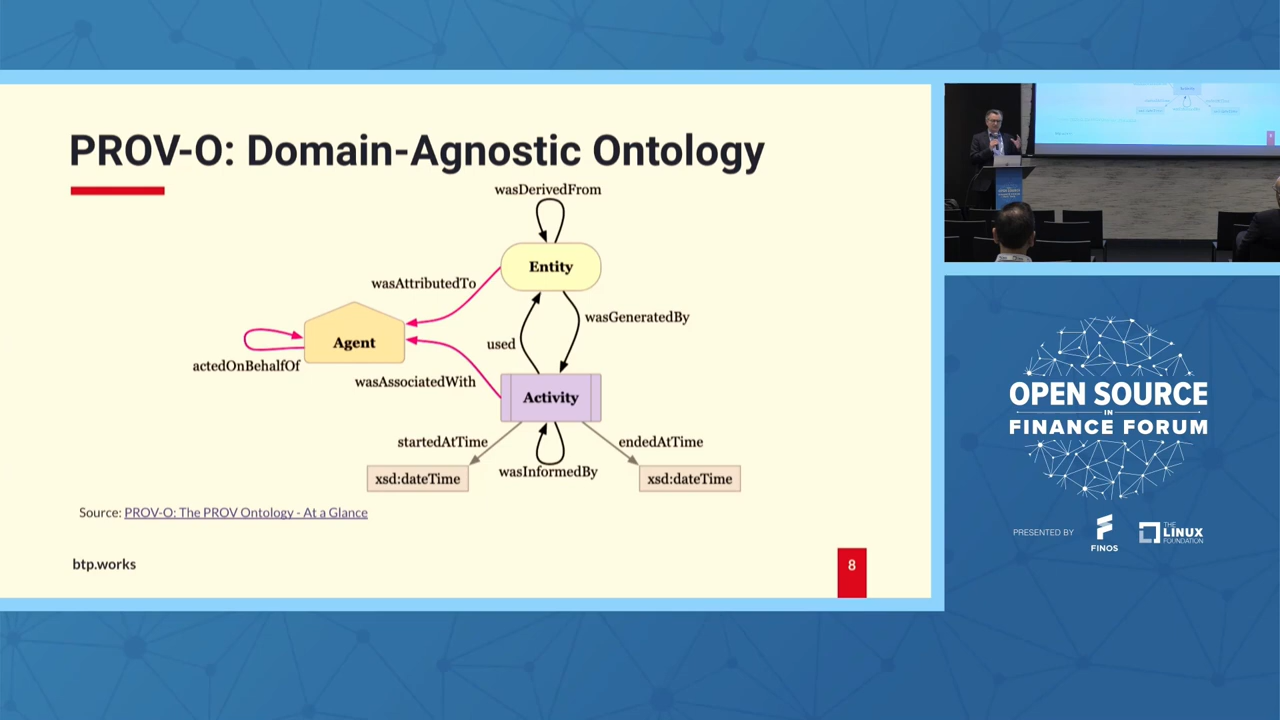 PROV-O: Domain-Agnostic Ontology
wasDerivedFrom
Entity
wasAttributedTo
wasGeneratedBy
Agent
used
actedOnBehalfOf
wasAssociatedWith
Activity
startedAtTime
endedAtTime
wasInformedBy
xsd:dateTime
xsd:dateTime
Source: PROV-O: The PROV Ontology - At a Glance
btp.works
8
OPEN SOURCE
IN
FINANCE FORUM
PRESENTED BY
FINOS
THE
LINUX
FOUNDATION